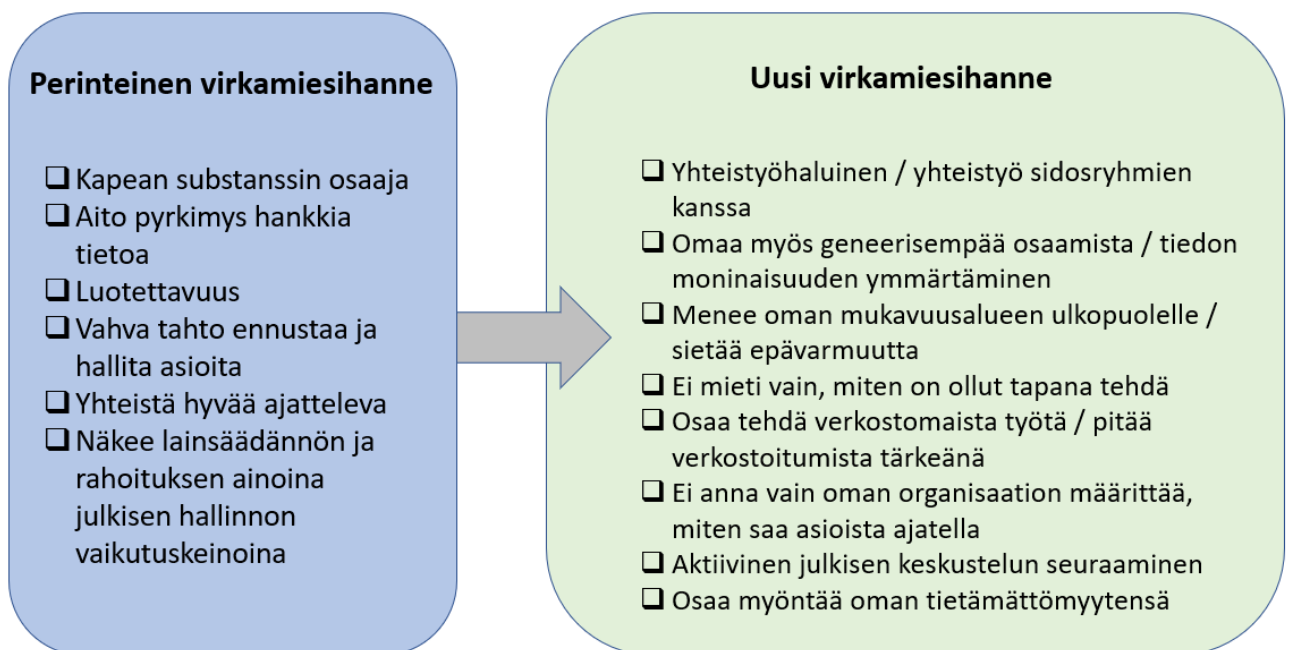 Perinteinen virkamiesihanne
❑ Kapean substanssin osaaja
❑ Aito pyrkimys hankkia
tietoa
❑ Luotettavuus
❑ Vahva tahto ennustaa ja
hallita asioita
❑ Yhteistä hyvää ajatteleva
❑ Näkee lainsäädännön ja
rahoituksen ainoina
julkisen hallinnon
vaikutuskeinoina
Uusi virkamiesihanne
❑ Yhteistyöhaluinen / yhteistyö sidosryhmien
kanssa
❑ Omaa myös geneerisempää osaamista / tiedon
moninaisuuden ymmärtäminen
❑ Menee oman mukavuusalueen ulkopuolelle /
sietää epävarmuutta
❑ Ei mieti vain, miten on ollut tapana tehdä
❑ Osaa tehdä verkostomaista työtä / pitää
verkostoitumista tärkeänä
❑ Ei anna vain oman organisaation määrittää,
miten saa asioista ajatella
❑ Aktiivinen julkisen keskustelun seuraaminen
❑ Osaa myöntää oman tietämättömyytensä